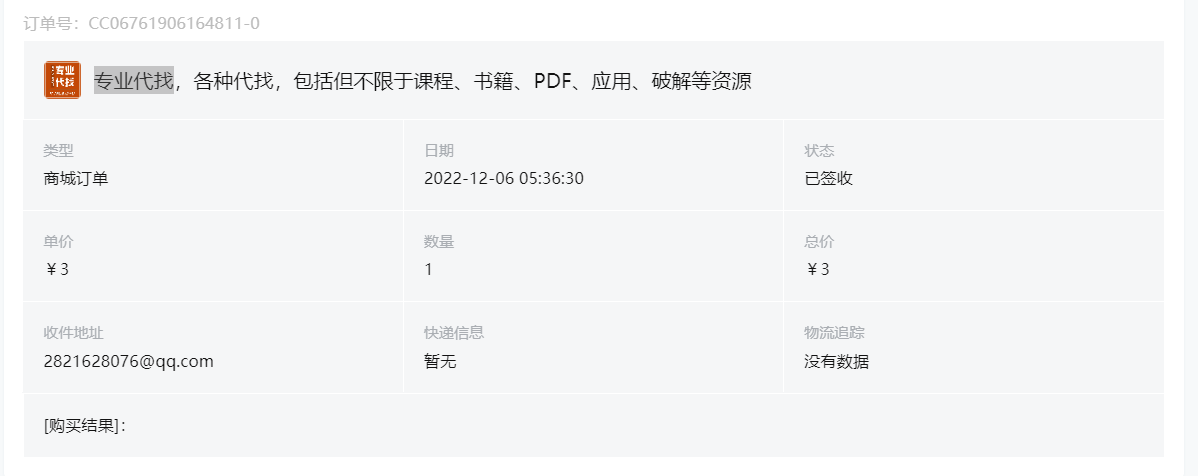 订单号：CC06761906164811-0
专业代找
专业代找，各种代找，包括但不限于课程、书籍、PDF、应用、破解等资源
类型
日期
状态
商城订单
2022-12-06 05:36:30
已签收
单价
数量
总价
￥3
1
￥3
收件地址
快递信息
物流追踪
2821628076@qq.com
暂无
没有数据
[购买结果]：